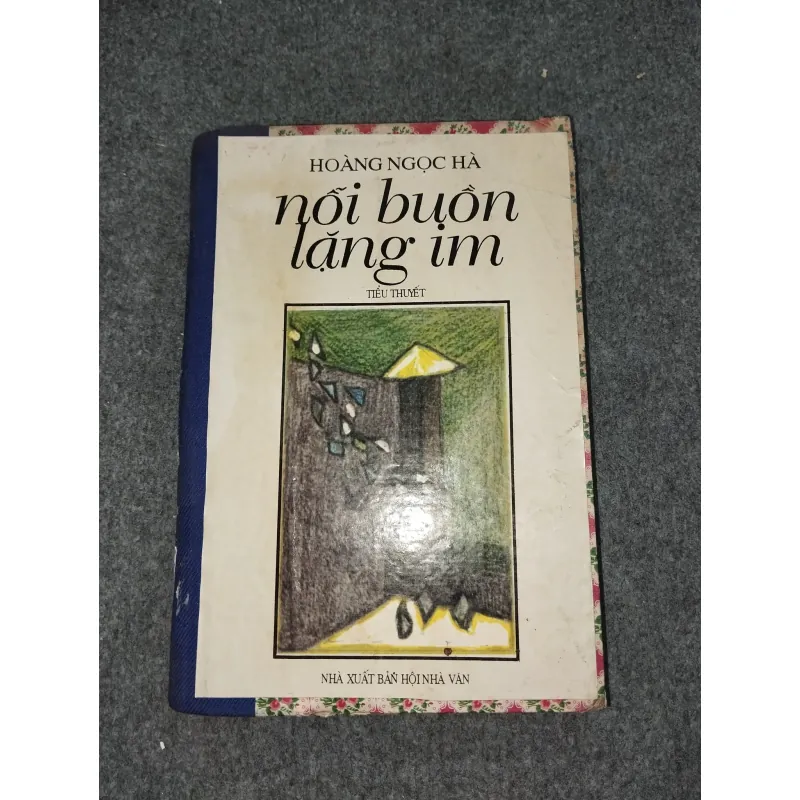 HOÀNG NGỌC HÀ
nỗi buồn
lặng im
TIỂU THUYẾT
NHÀ XUẤT BẢN HỘI NHÀ VĂN